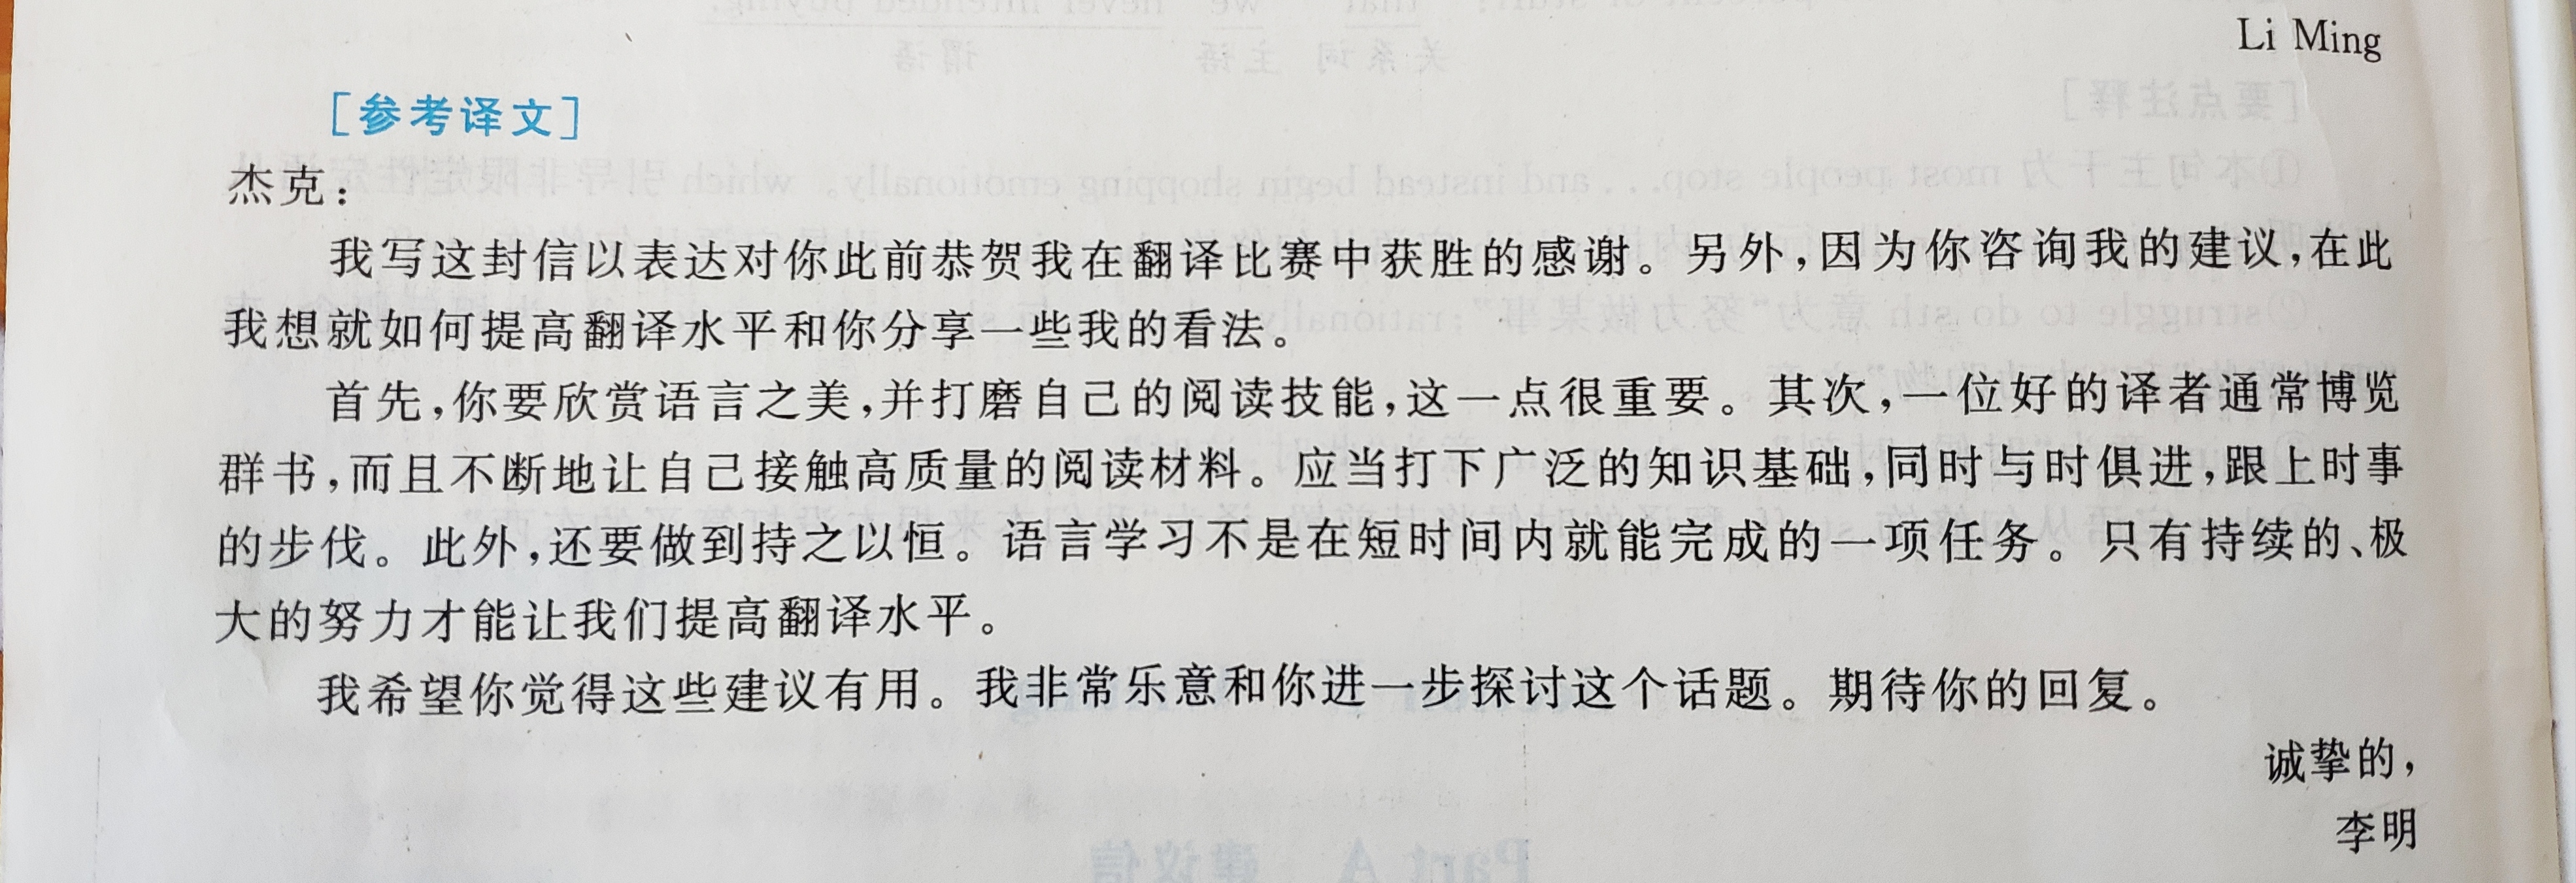 Li Ming
[参考译文]
杰克:
我写这封信以表达对你此前恭贺我在翻译比赛中获胜的感谢。另外,因为你咨询我的建议,在此
我想就如何提高翻译水平和你分享一些我的看法。
首先,你要欣赏语言之美,并打磨自己的阅读技能,这一点很重要。其次,一位好的译者通常博览
群书,而且不断地让自己接触高质量的阅读材料。应当打下广泛的知识基础,同时与时俱进,跟上时事
的步伐。此外,还要做到持之以恒。语言学习不是在短时间内就能完成的一项任务。只有持续的、极
大的努力才能让我们提高翻译水平。
我希望你觉得这些建议有用。我非常乐意和你进一步探讨这个话题。期待你的回复。
诚挚的,
李明